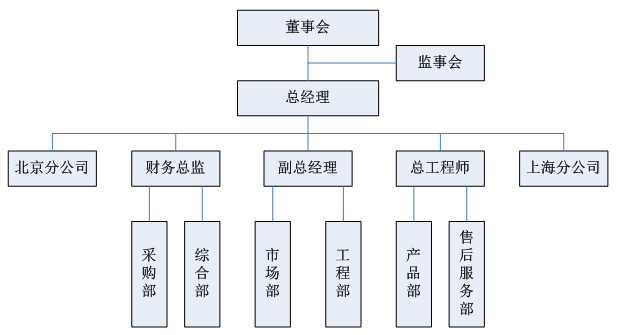 董事会
监事会
总经理
北京分公司
财务总监
副总经理
总工程师
上海分公司
采购部
综合部
市场部
工程部
产品部
售后服务部